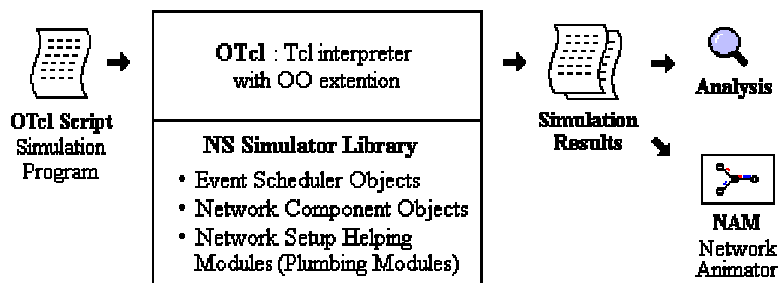 OTcl Script
Simulation
Program
OTcl : Tcl interpreter
with OO extention
NS Simulator Library
• Event Scheduler Objects
• Network Component Objects
• Network Setup Helping
Modules (Plumbing Modules)
Simulation
Results
Analysis
NAM
Network
Animator